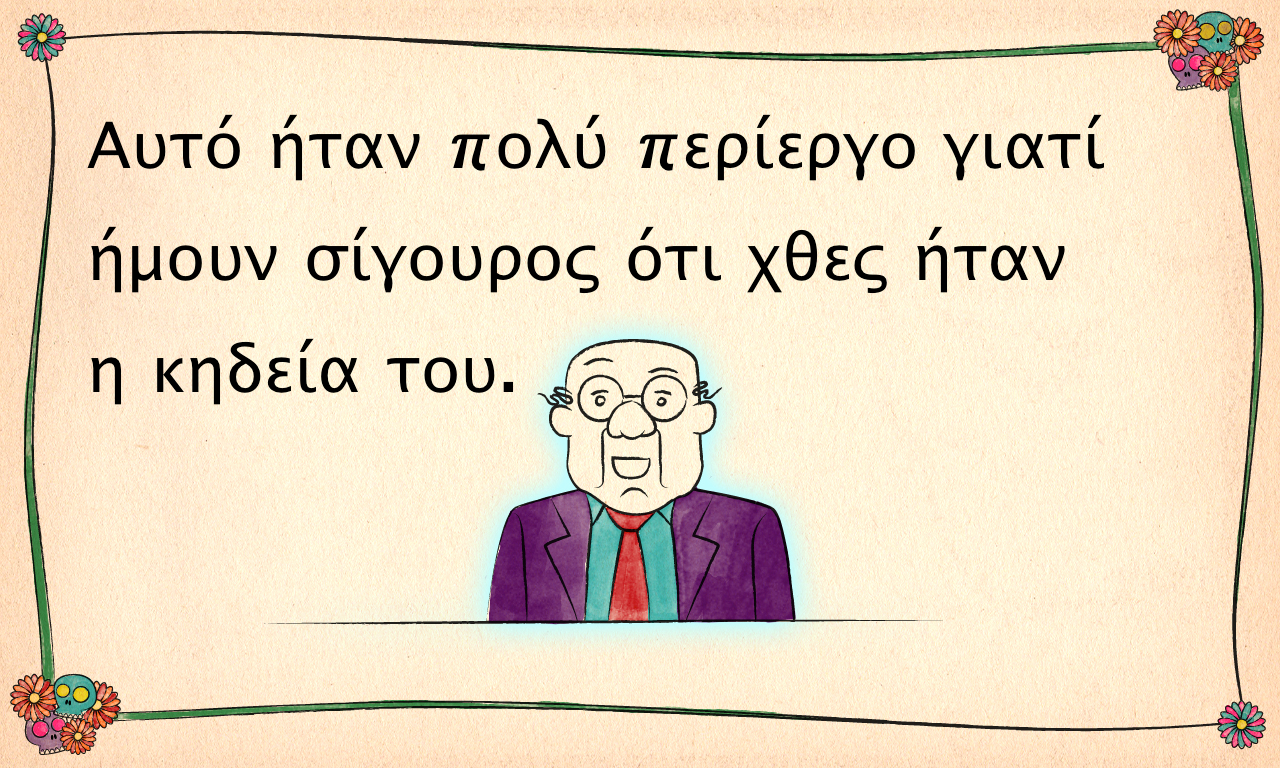 Αυτό ήταν πολύ περίεργο γιατί
ήμουν σίγουρος ότι χθες ήταν
η κηδεία του.